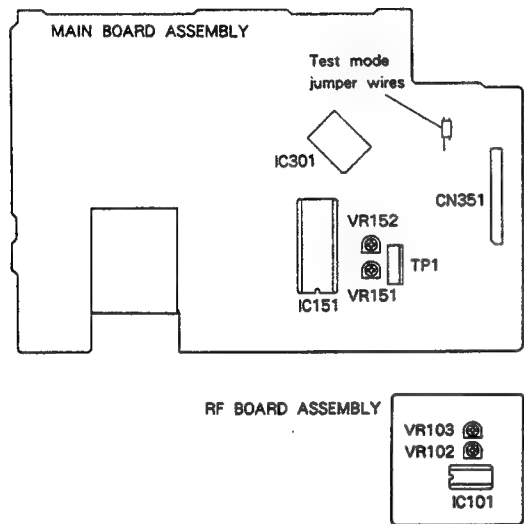 MAIN BOARD ASSEMBLY
Test mode
jumper wires
IC301
CN351
VR152
TP1
VR151
IC151
RF BOARD ASSEMBLY
VR103
VR102
IC101